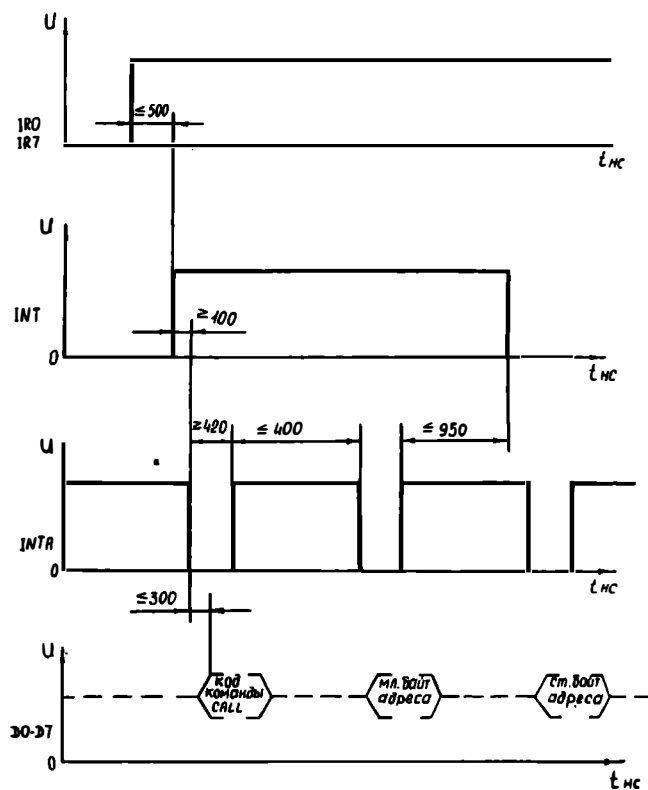 U
≤500
IR0
IR7
t нс
U
INT
≥100
0
t нс
U
≥420
≤ 400
≤ 950
INTA
0
t нс
≤300
U
КОД
КОМАНДЫ
CALL
МЛ. БАЙТ
адреса
СТ. БАЙТ
адреса
D0-D7
0
t нс